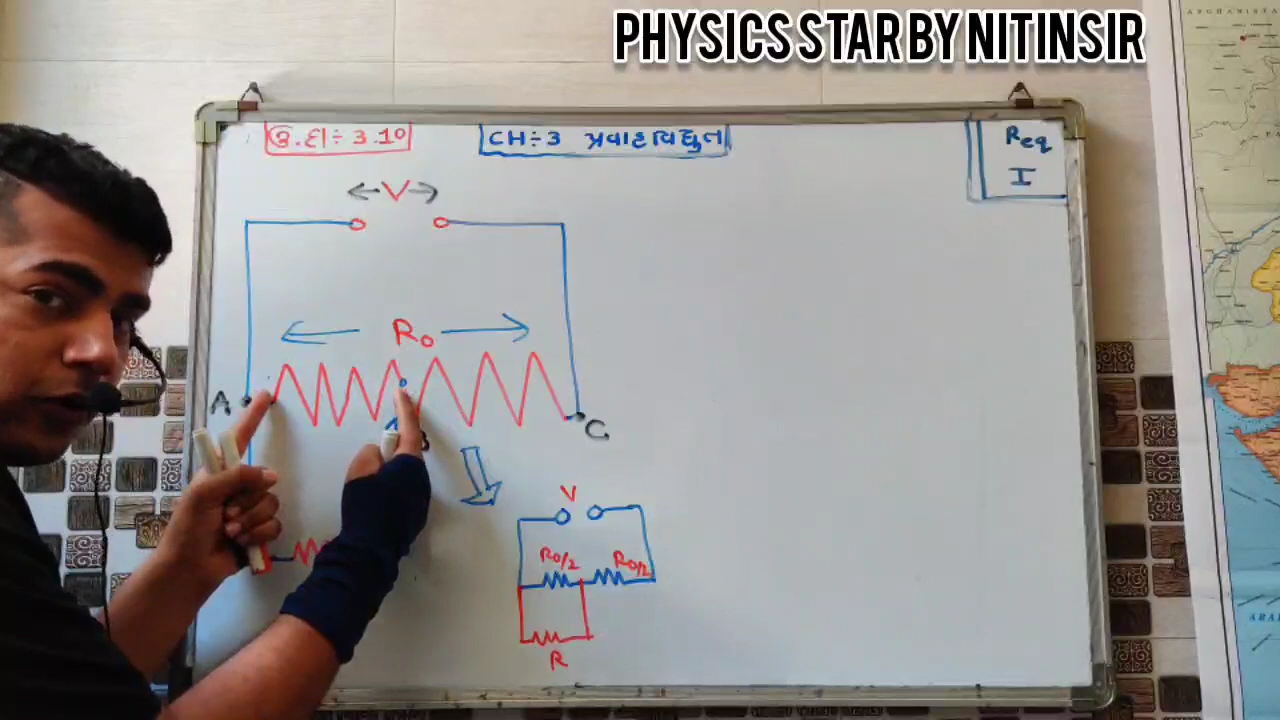 PHYSICS STAR BY NITINSIR
ઉ.દા÷ 3.10
CH÷3 પ્રવાહ વિદ્યુત
Req
I
V
R₀
A
B
C
V
R₀/2
R₀/2
R